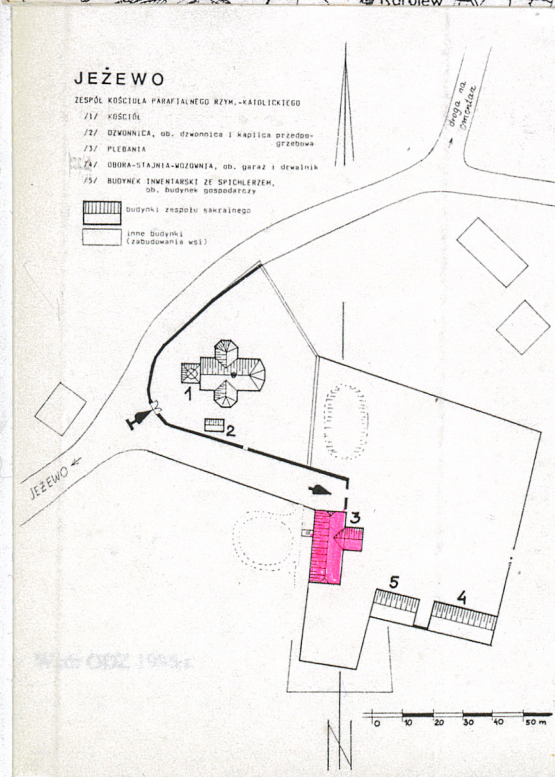 Karolew
JEŻEWO
ZESPÓŁ KOŚCIOŁA PARAFIALNEGO RZYM.-KATOLICKIEGO
/1/ KOŚCIÓŁ
/2/ DZWONNICA, ob. dzwonnica i kaplica przedpo-
grzebowa
/3/ PLEBANIA
/4/ OBORA-STAJNIA-WOZOWNIA, ob. garaż i drwalnik
/5/ BUDYNEK INWENTARSKI ZE SPICHLERZEM,
ob. budynek gospodarczy
budynki zespołu sakralnego
inne budynki
(zabudowania wsi)
droga na
cmentarz
1
2
JEŻEWO
3
5
4
0 10 20 30 40 50 m
N